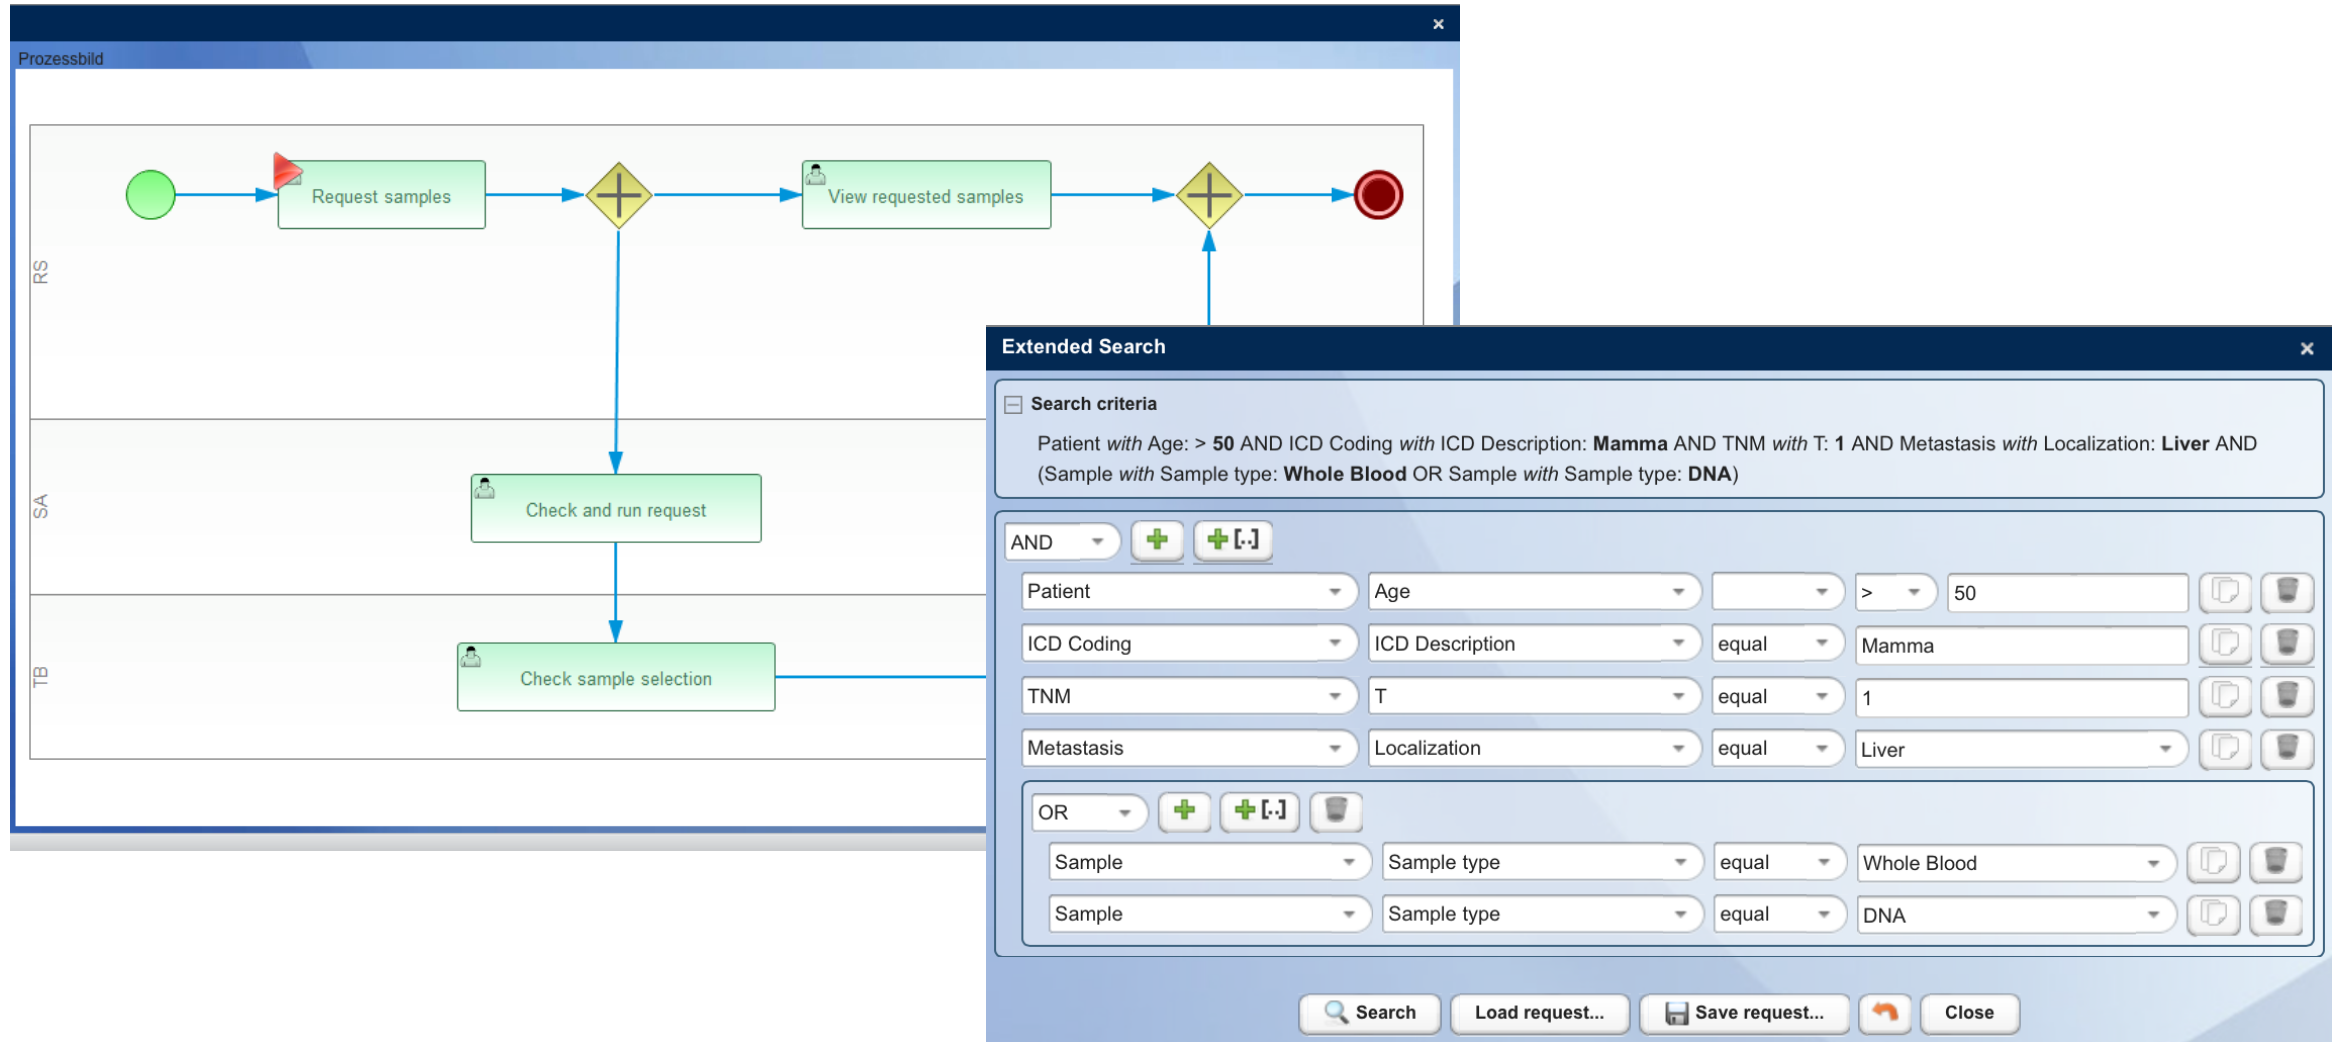 Prozessbild
Request samples
View requested samples
RS
SA
Check and run request
TB
Check sample selection
Extended Search
Search criteria
Patient with Age: > 50 AND ICD Coding with ICD Description: Mamma AND TNM with T: 1 AND Metastasis with Localization: Liver AND
(Sample with Sample type: Whole Blood OR Sample with Sample type: DNA)
AND [..]
Patient Age > 50
ICD Coding ICD Description equal Mamma
TNM T equal 1
Metastasis Localization equal Liver
OR [..]
Sample Sample type equal Whole Blood
Sample Sample type equal DNA
Search Load request... Save request... Close